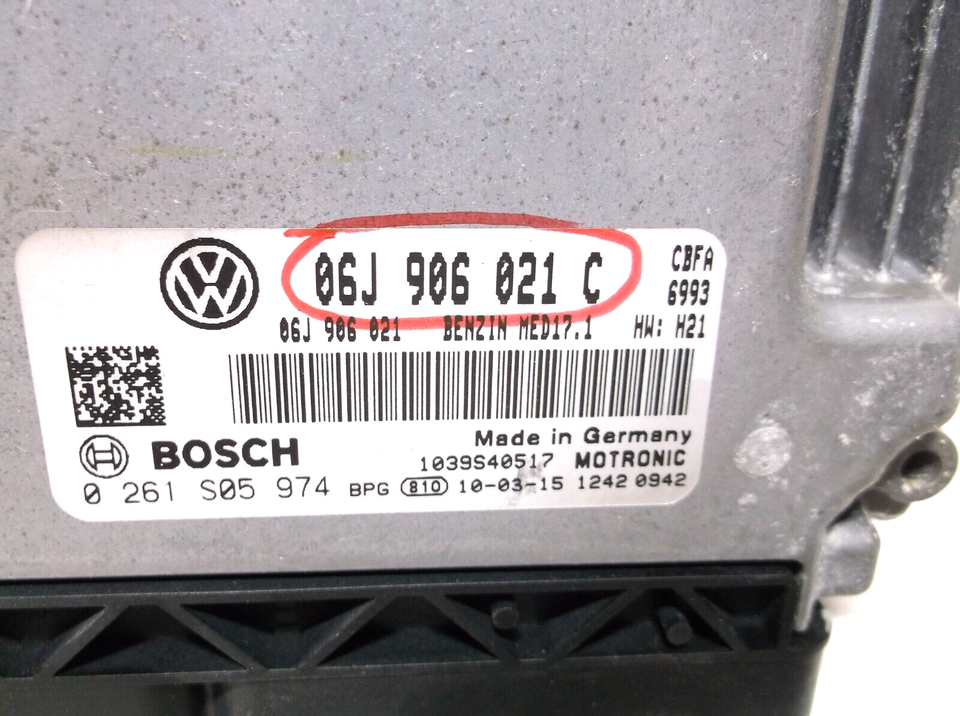 06J 906 021 C
CBFA
6993
06J 906 021 BENZIN MED17.1 HW: H21
Made in Germany
BOSCH
1039S40517 MOTRONIC
0 261 S05 974 BPG 810 10-03-15 1242 0942